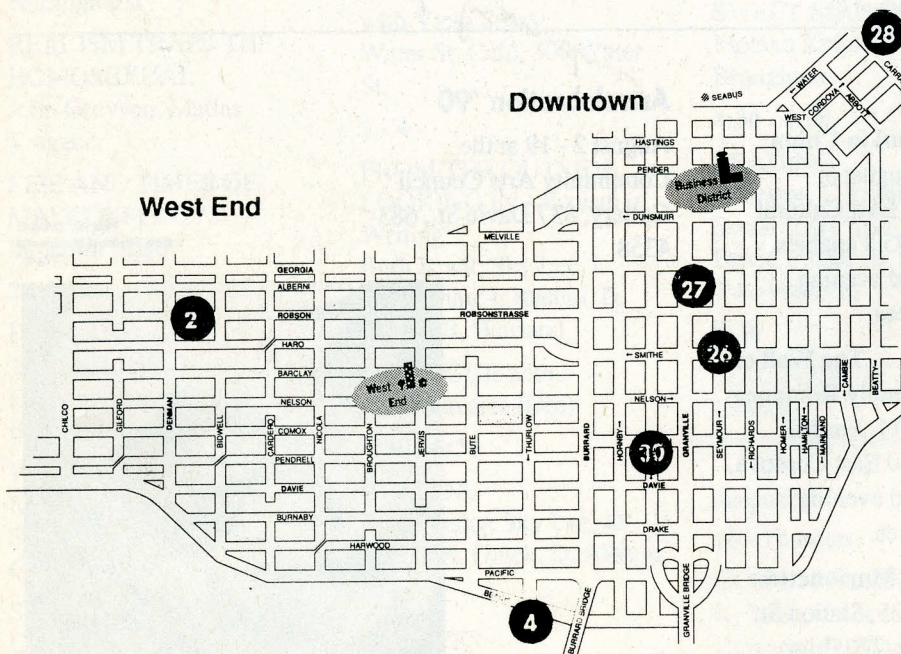 28
CARRA
WATER
CORDOVA
ABBOTT
WEST
Downtown
SEABUS
HASTINGS
PENDER
Business
District
← DUNSMUIR
West End
MELVILLE
GEORGIA
ALBERNI
27
2
ROBSON
ROBSONSTRASSE
HARO
← SMITHE
26
BARCLAY
West
End
NELSON
NELSON→
← CAMBIE
BEATTY→
CHILCO
GILFORD
DENMAN
BIDWELL
CARDERO
COMOX
NICOLA
BROUGHTON
JERVIS
BUTE
←THURLOW
BURRARD
HORNBY →
30
GRANVILLE
SEYMOUR →
←RICHARDS
HOMER →
HAMILTON→
←MAINLAND
PENDRELL
DAVIE
DAVIE
BURNABY
DRAKE
HARWOOD
PACIFIC
4
BURRARD BRIDGE
GRANVILLE BRIDGE